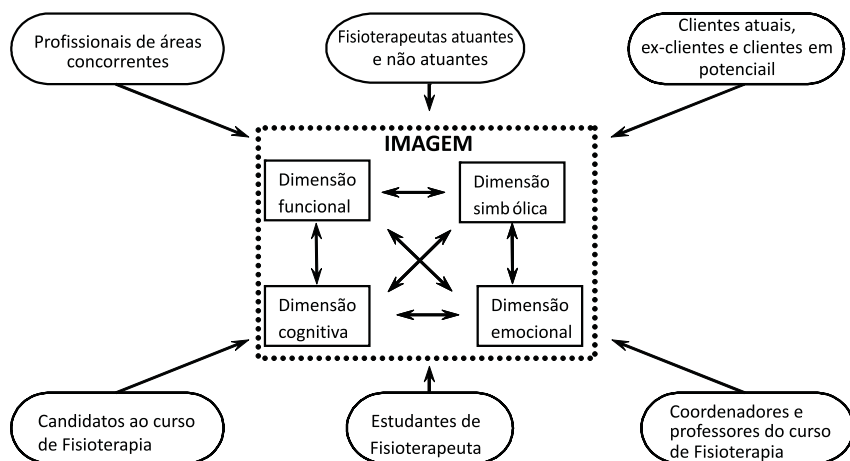 Profissionais de áreas
concorrentes
Fisioterapeutas atuantes
e não atuantes
Clientes atuais,
ex-clientes e clientes em
potenciail
IMAGEM
Dimensão
funcional
Dimensão
simb ólica
Dimensão
cognitiva
Dimensão
emocional
Candidatos ao curso
de Fisioterapia
Estudantes de
Fisioterapeuta
Coordenadores e
professores do curso
de Fisioterapia